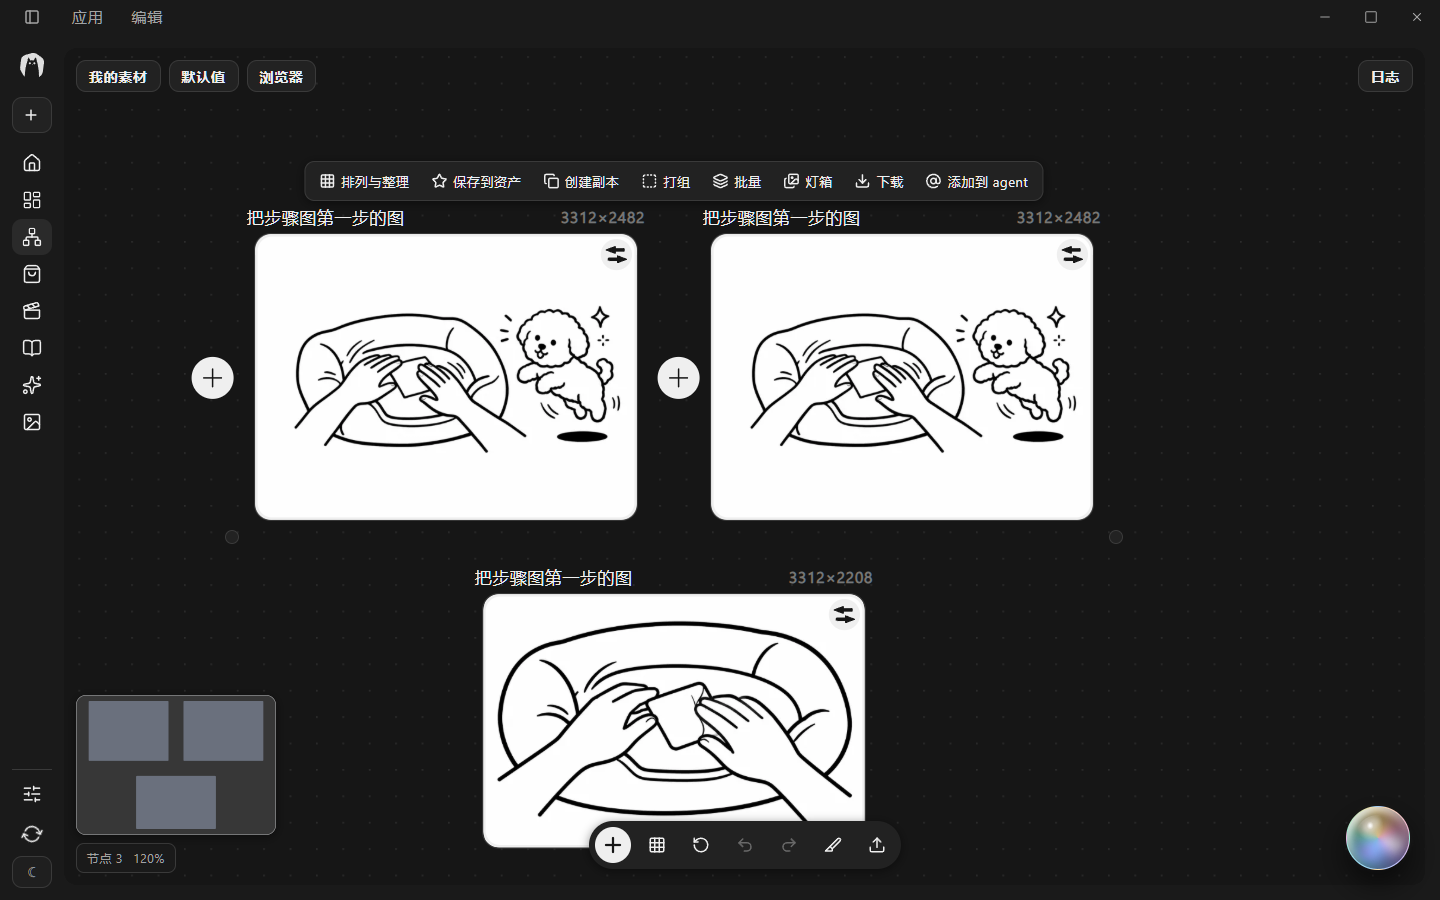 应用 编辑
我的素材 默认值 浏览器 日志
排列与整理 保存到资产 创建副本 打组 批量 灯箱 下载 添加到 agent
把步骤图第一步的图 3312×2482 把步骤图第一步的图 3312×2482
把步骤图第一步的图 3312×2208
节点 3 120%